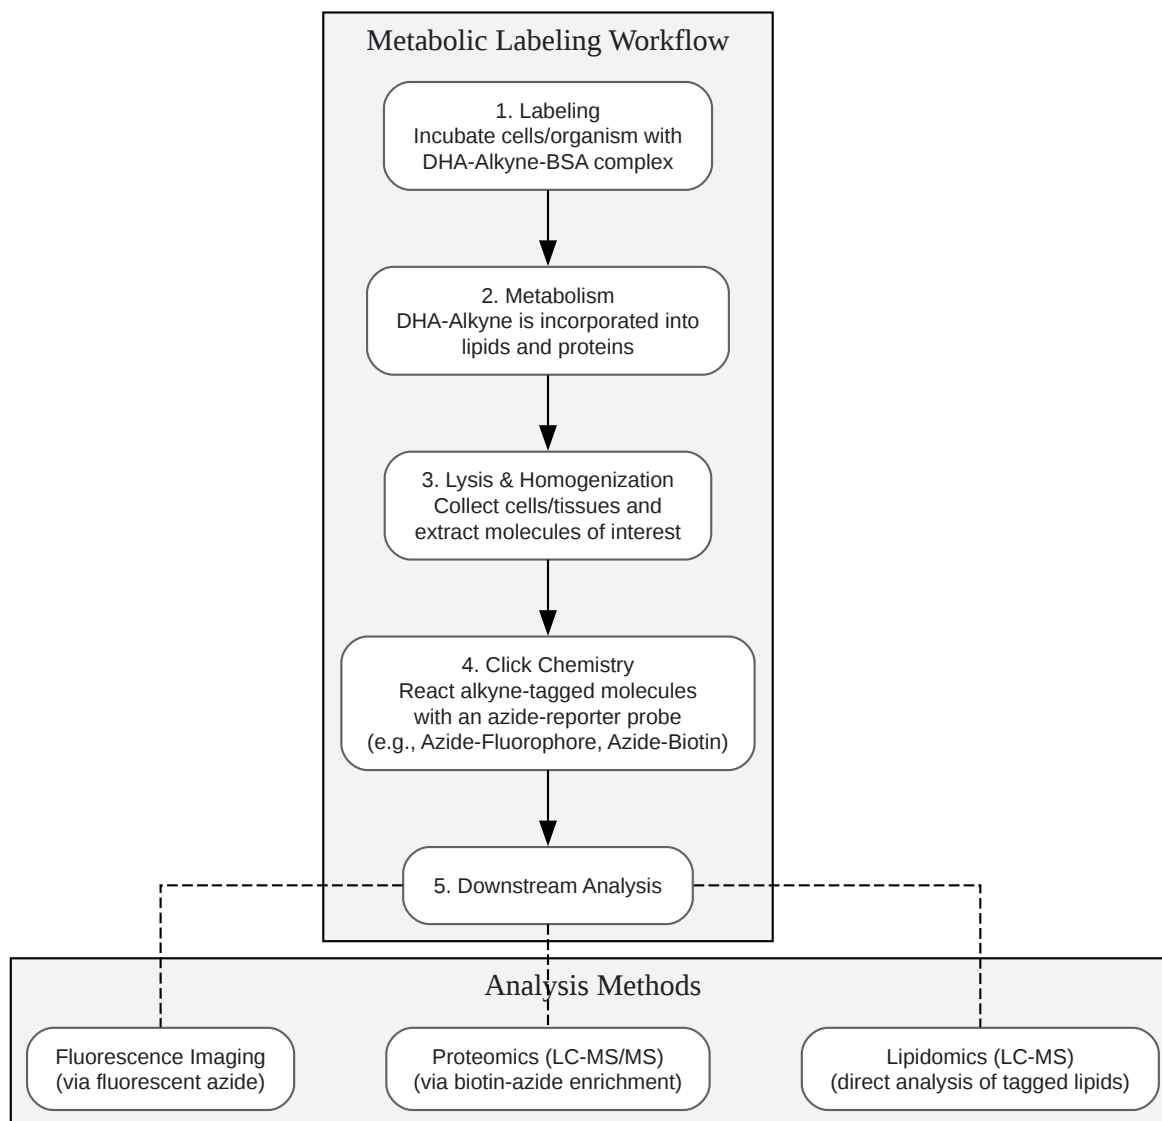 Metabolic Labeling Workflow
1. Labeling
Incubate cells/organism with
DHA-Alkyne-BSA complex
2. Metabolism
DHA-Alkyne is incorporated into
lipids and proteins
3. Lysis & Homogenization
Collect cells/tissues and
extract molecules of interest
4. Click Chemistry
React alkyne-tagged molecules
with an azide-reporter probe
(e.g., Azide-Fluorophore, Azide-Biotin)
5. Downstream Analysis
Analysis Methods
Fluorescence Imaging
(via fluorescent azide)
Proteomics (LC-MS/MS)
(via biotin-azide enrichment)
Lipidomics (LC-MS)
(direct analysis of tagged lipids)